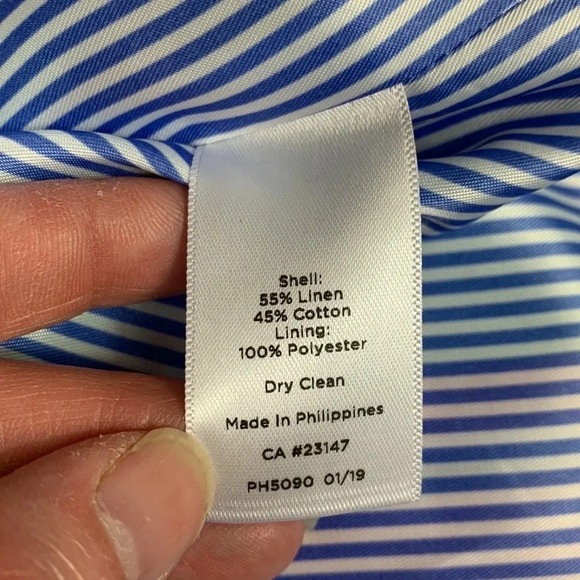 Shell:
55% Linen
45% Cotton
Lining:
100% Polyester
Dry Clean
Made In Philippines
CA #23147
PH5090 01/19